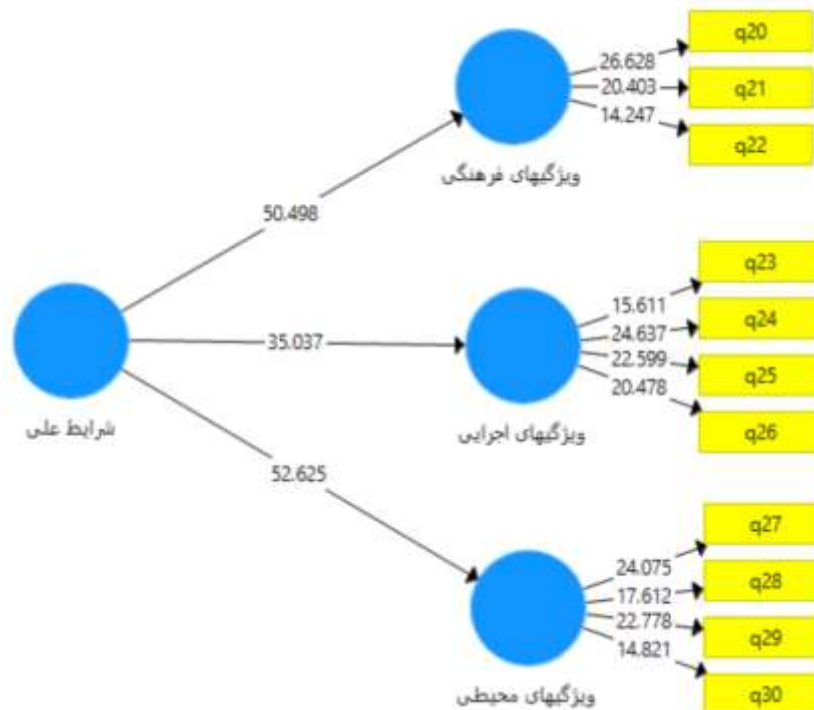 q20
26.628
20.403
q21
14.247
q22
ویژگیهای فرهنگی
50.498
q23
15.611
q24
24.637
35.037
22.599
q25
20.478
q26
شرایط علی
ویژگیهای اجرایی
52.625
q27
24.075
q28
17.612
22.778
q29
14.821
q30
ویژگیهای محیطی